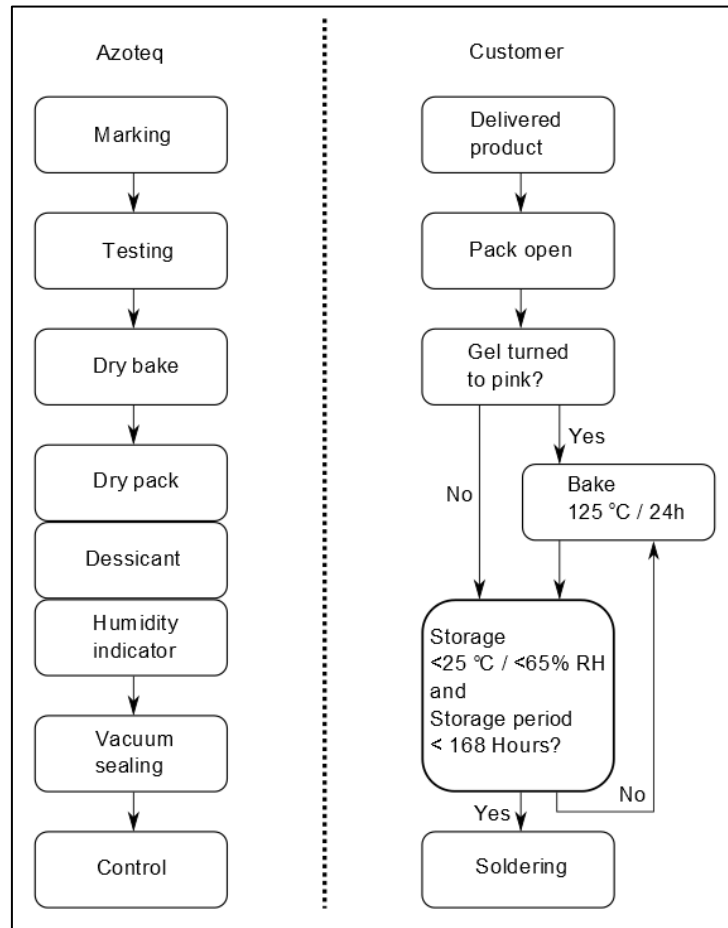 Azoteq
Marking
Testing
Dry bake
Dry pack
Dessicant
Humidity
indicator
Vacuum
sealing
Control
Customer
Delivered
product
Pack open
Gel turned
to pink?
Yes
No
Bake
125 °C / 24h
Storage
<25 °C / <65% RH
and
Storage period
< 168 Hours?
No
Yes
Soldering